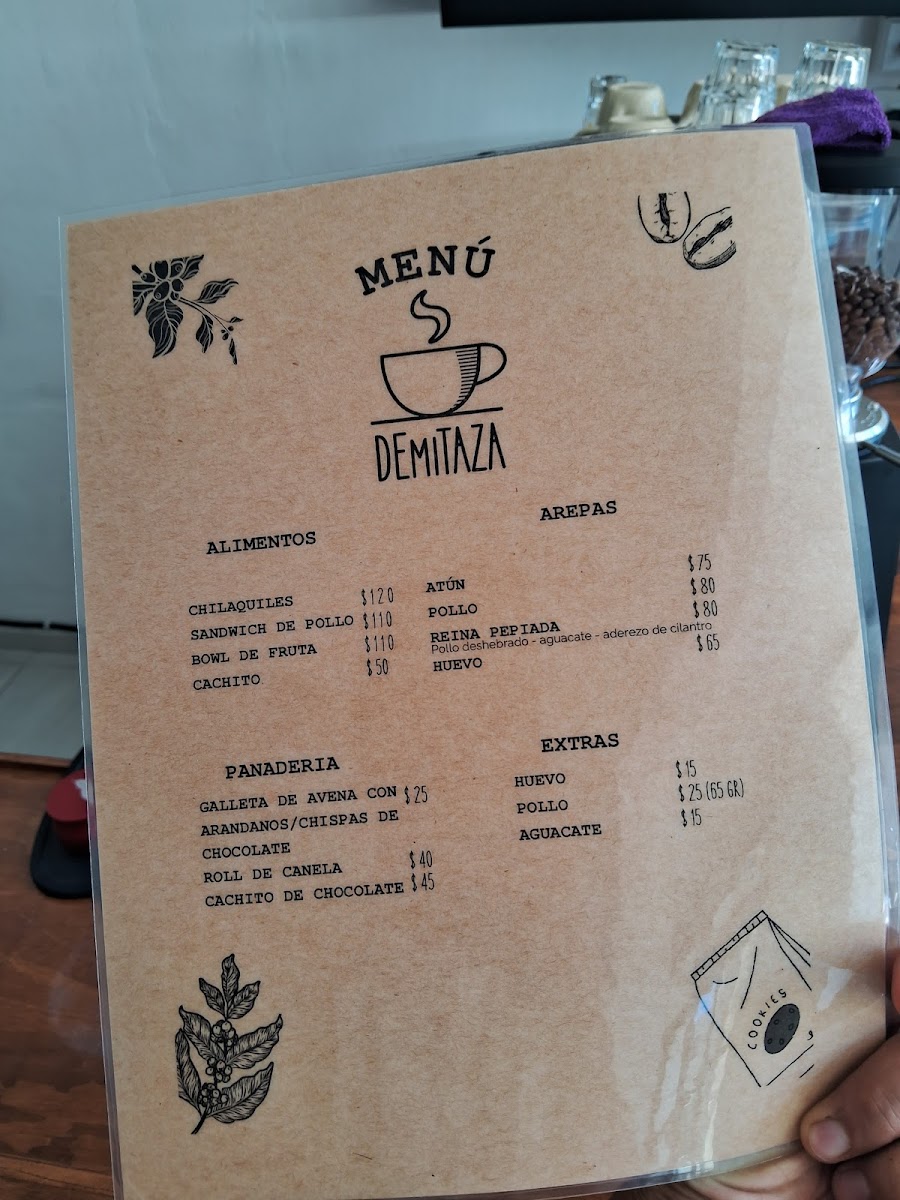 MENÚ
DEMITAZA
ALIMENTOS
CHILAQUILES $120
SANDWICH DE POLLO $110
BOWL DE FRUTA $110
CACHITO $50
AREPAS
ATÚN $75
POLLO $80
REINA PEPIADA $80
Pollo deshebrado - aguacate - aderezo de cilantro
HUEVO $65
PANADERIA
GALLETA DE AVENA CON $25
ARANDANOS/CHISPAS DE
CHOCOLATE
ROLL DE CANELA $40
CACHITO DE CHOCOLATE $45
EXTRAS
HUEVO $15
POLLO $25 (65 GR)
AGUACATE $15
COOKIES